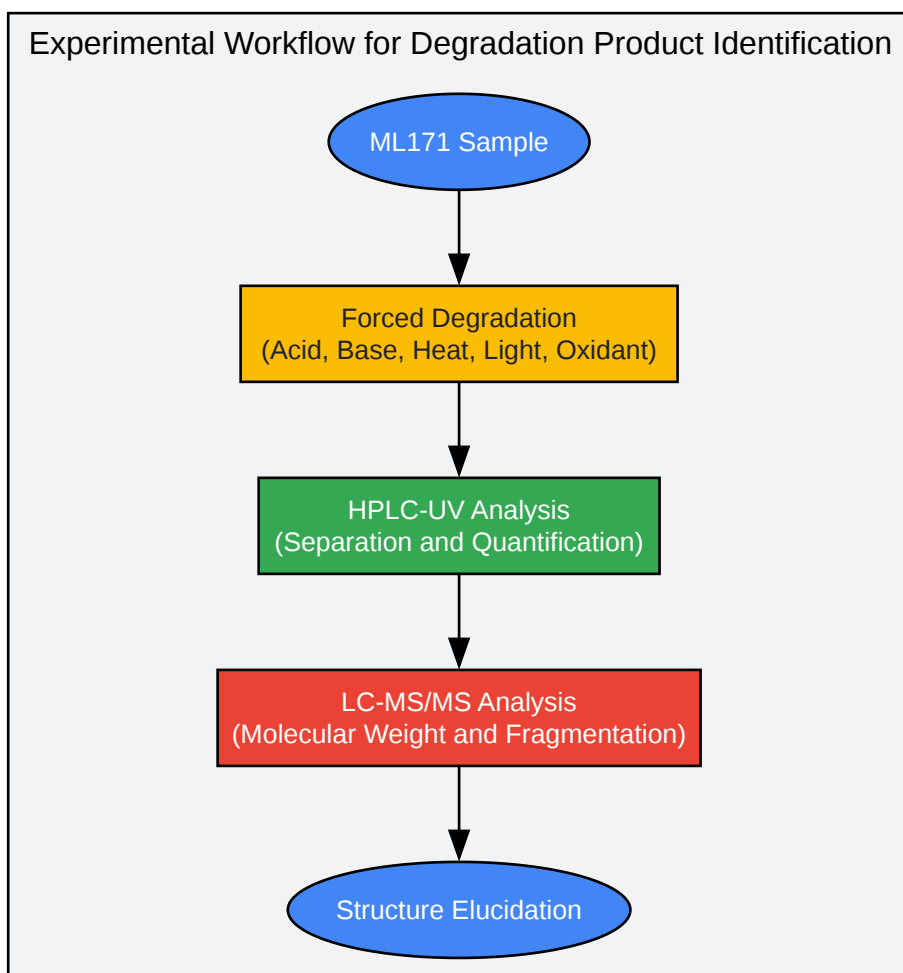 Experimental Workflow for Degradation Product Identification
ML171 Sample
Forced Degradation
(Acid, Base, Heat, Light, Oxidant)
HPLC-UV Analysis
(Separation and Quantification)
LC-MS/MS Analysis
(Molecular Weight and Fragmentation)
Structure Elucidation